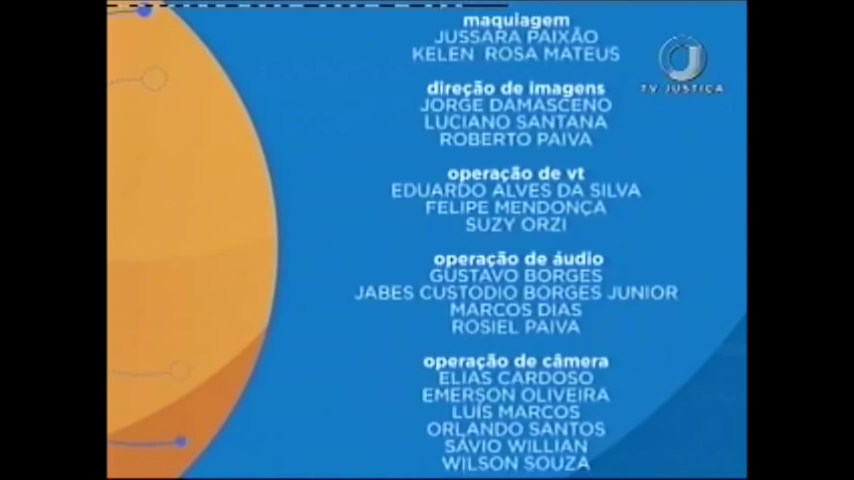 maquiagem
JUSSARA PAIXÃO
KELEN ROSA MATEUS
TV JUSTIÇA
direção de imagens
JORGE DAMASCENO
LUCIANO SANTANA
ROBERTO PAIVA
operação de vt
EDUARDO ALVES DA SILVA
FELIPE MENDONÇA
SUZY ORZI
operação de áudio
GUSTAVO BORGES
JABES CUSTODIO BORGES JUNIOR
MARCOS DIAS
ROSIEL PAIVA
operação de câmera
ELIAS CARDOSO
EMERSON OLIVEIRA
LUÍS MARCOS
ORLANDO SANTOS
SÁVIO WILLIAN
WILSON SOUZA